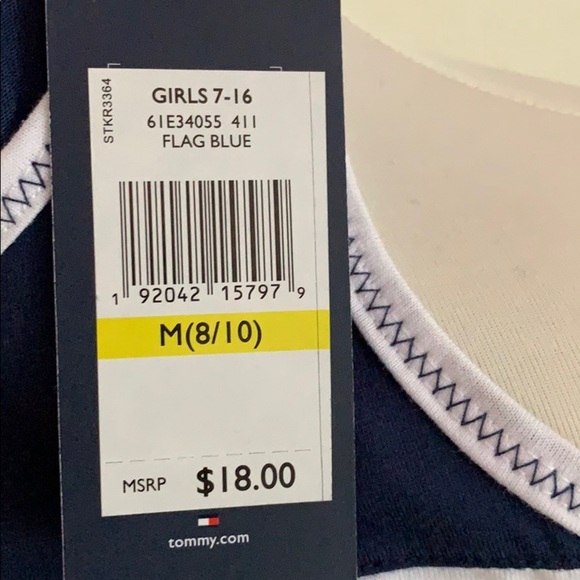 STKR3364
GIRLS 7-16
61E34055 411
FLAG BLUE
1 92042 15797 9
M(8/10)
MSRP $18.00
tommy.com